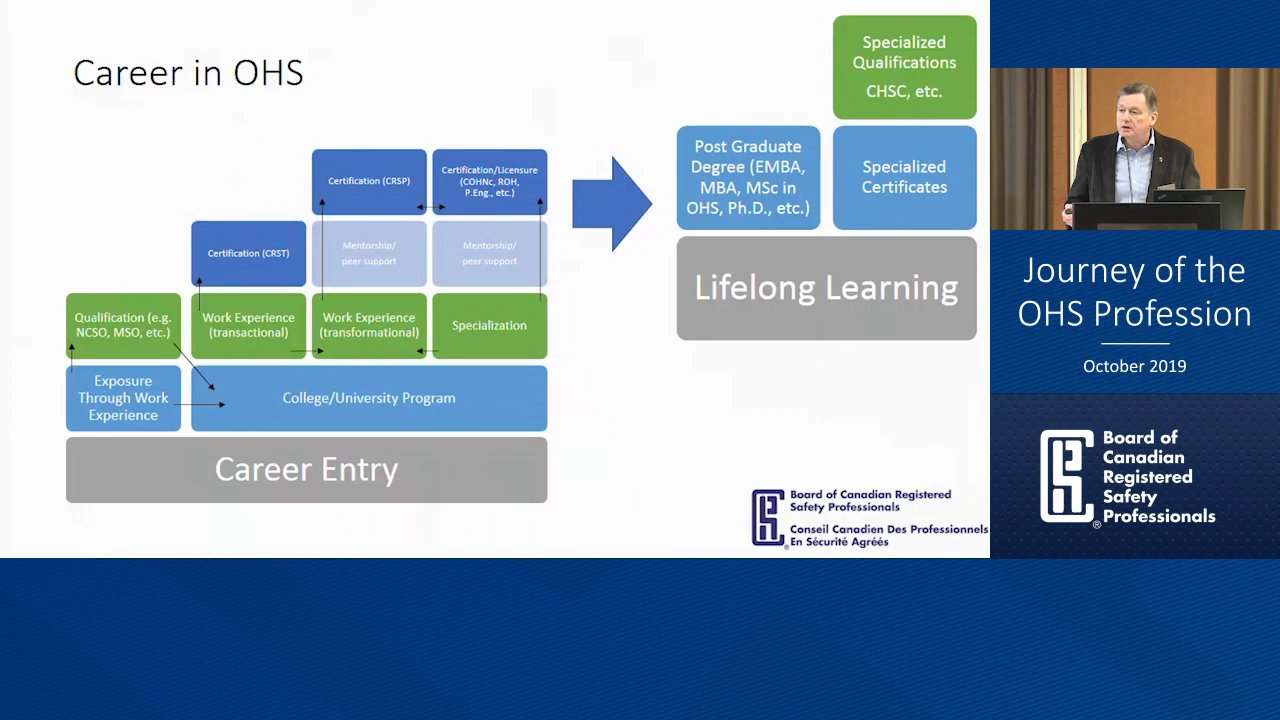 Career in OHS
Specialized
Qualifications
CHSC, etc.
Post Graduate
Degree (EMBA,
MBA, MSc in
OHS, Ph.D., etc.)
Specialized
Certificates
Lifelong Learning
Certification (CRSP)
Certification/Licensure
(COHNc, ROH,
P.Eng., etc.)
Certification (CRST)
Mentorship/
peer support
Mentorship/
peer support
Qualification (e.g.
NCSO, MSO, etc.)
Work Experience
(transactional)
Work Experience
(transformational)
Specialization
Exposure
Through Work
Experience
College/University Program
Career Entry
Board of Canadian Registered
Safety Professionals
Conseil Canadien Des Professionnels
En Sécurité Agréés
®
Journey of the
OHS Profession
October 2019
Board of
Canadian
Registered
Safety
Professionals
®